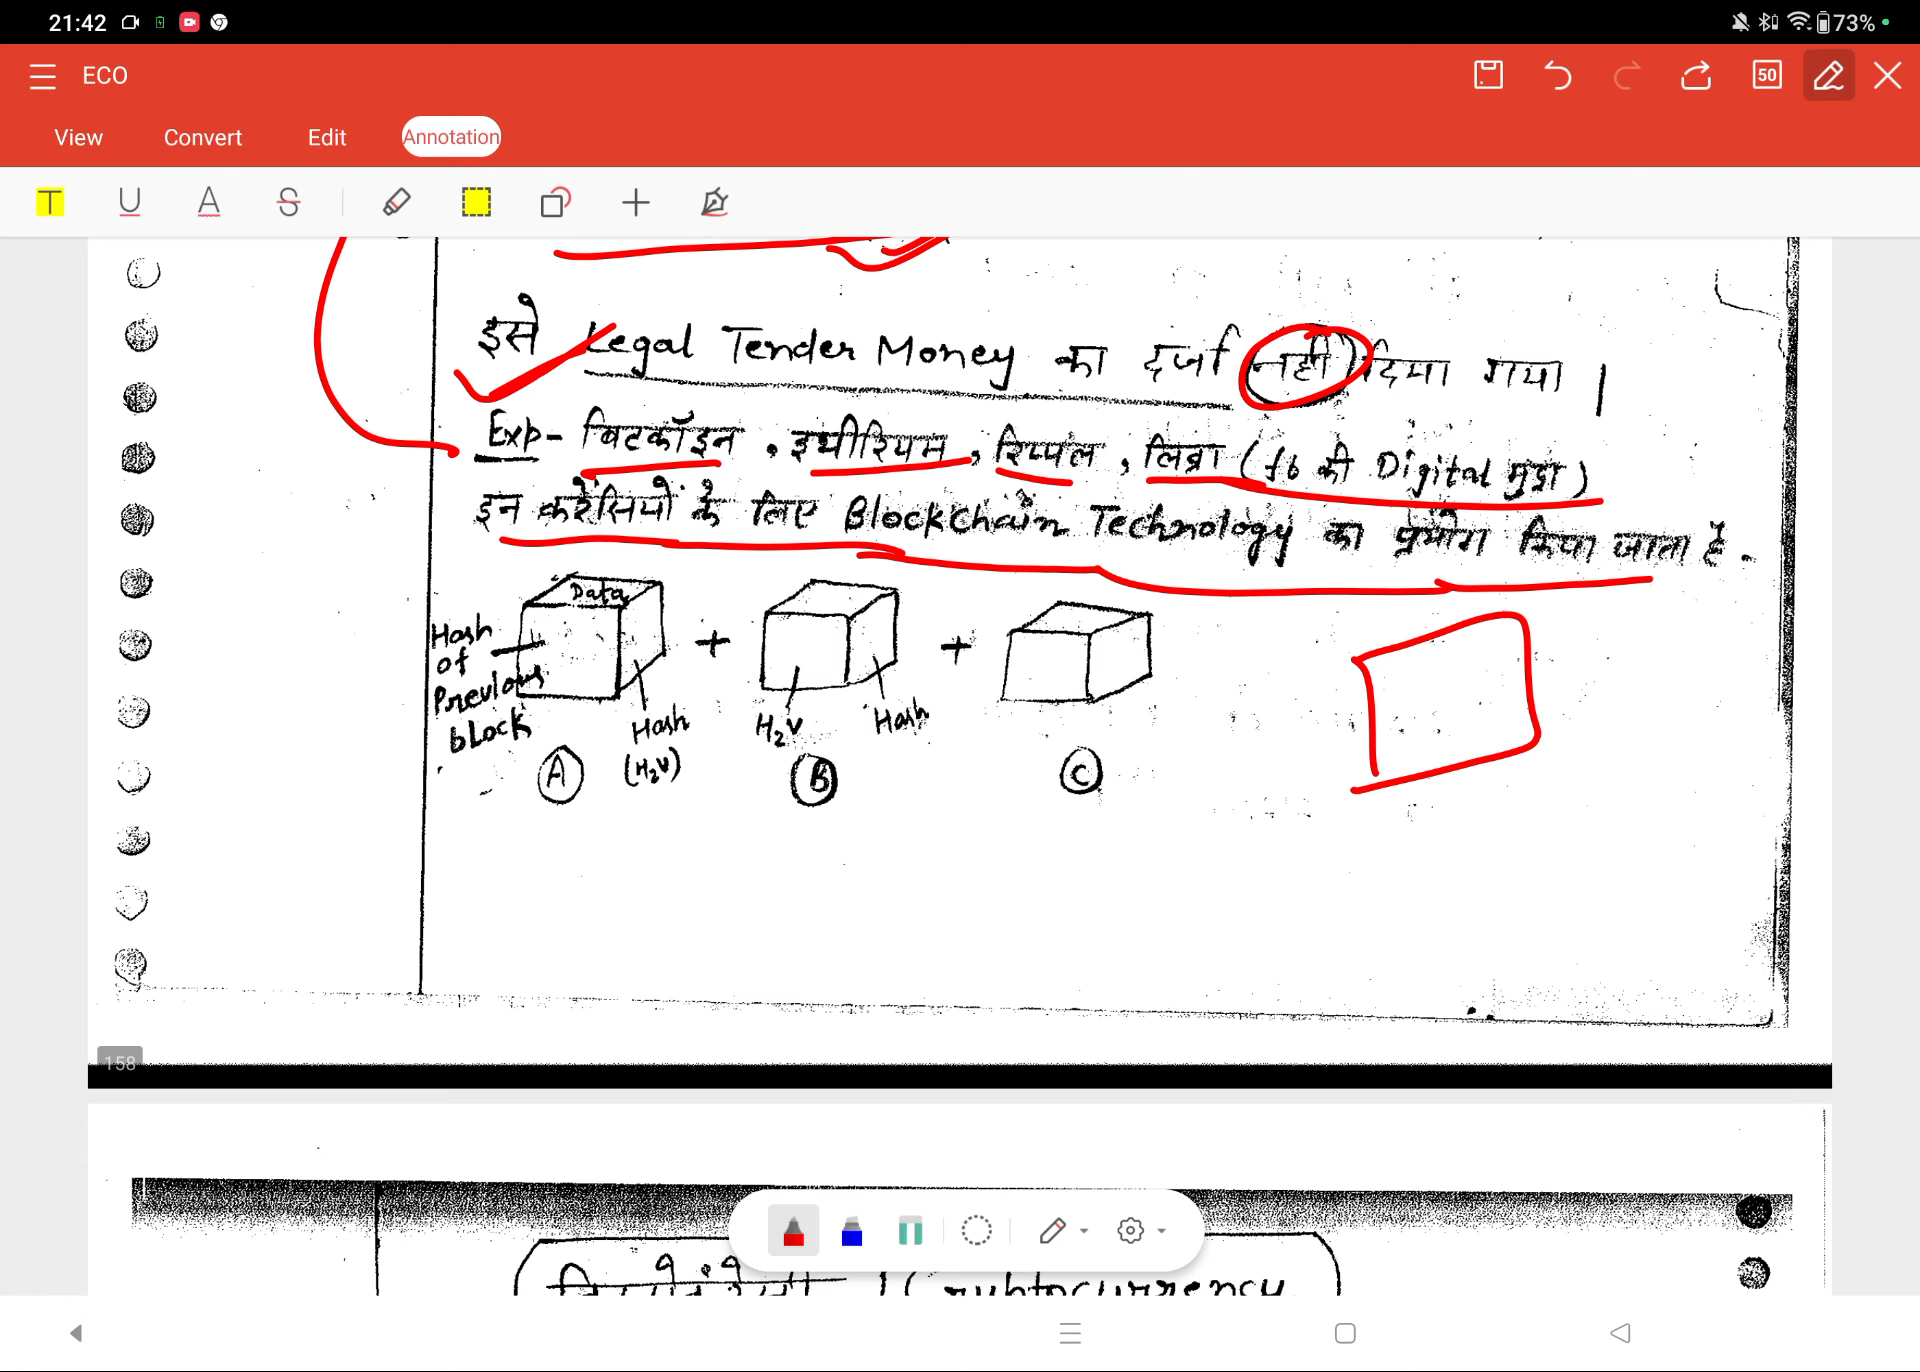 21:42 73%
ECO 50
View Convert Edit Annotation
T U A S
इसे Legal Tender Money का दर्जा नहीं दिया गया |
Exp- बिटकॉइन . इथीरियम , रिप्पल , लिब्रा ( fb की Digital मुद्रा )
इन करेंसियों के लिए Blockchain Technology का प्रयोग किया जाता है .
Data
Hash of Previous block
+
+
Hash (H2V)
H2V
Hash
A
B
C
158
Cryptocurrency